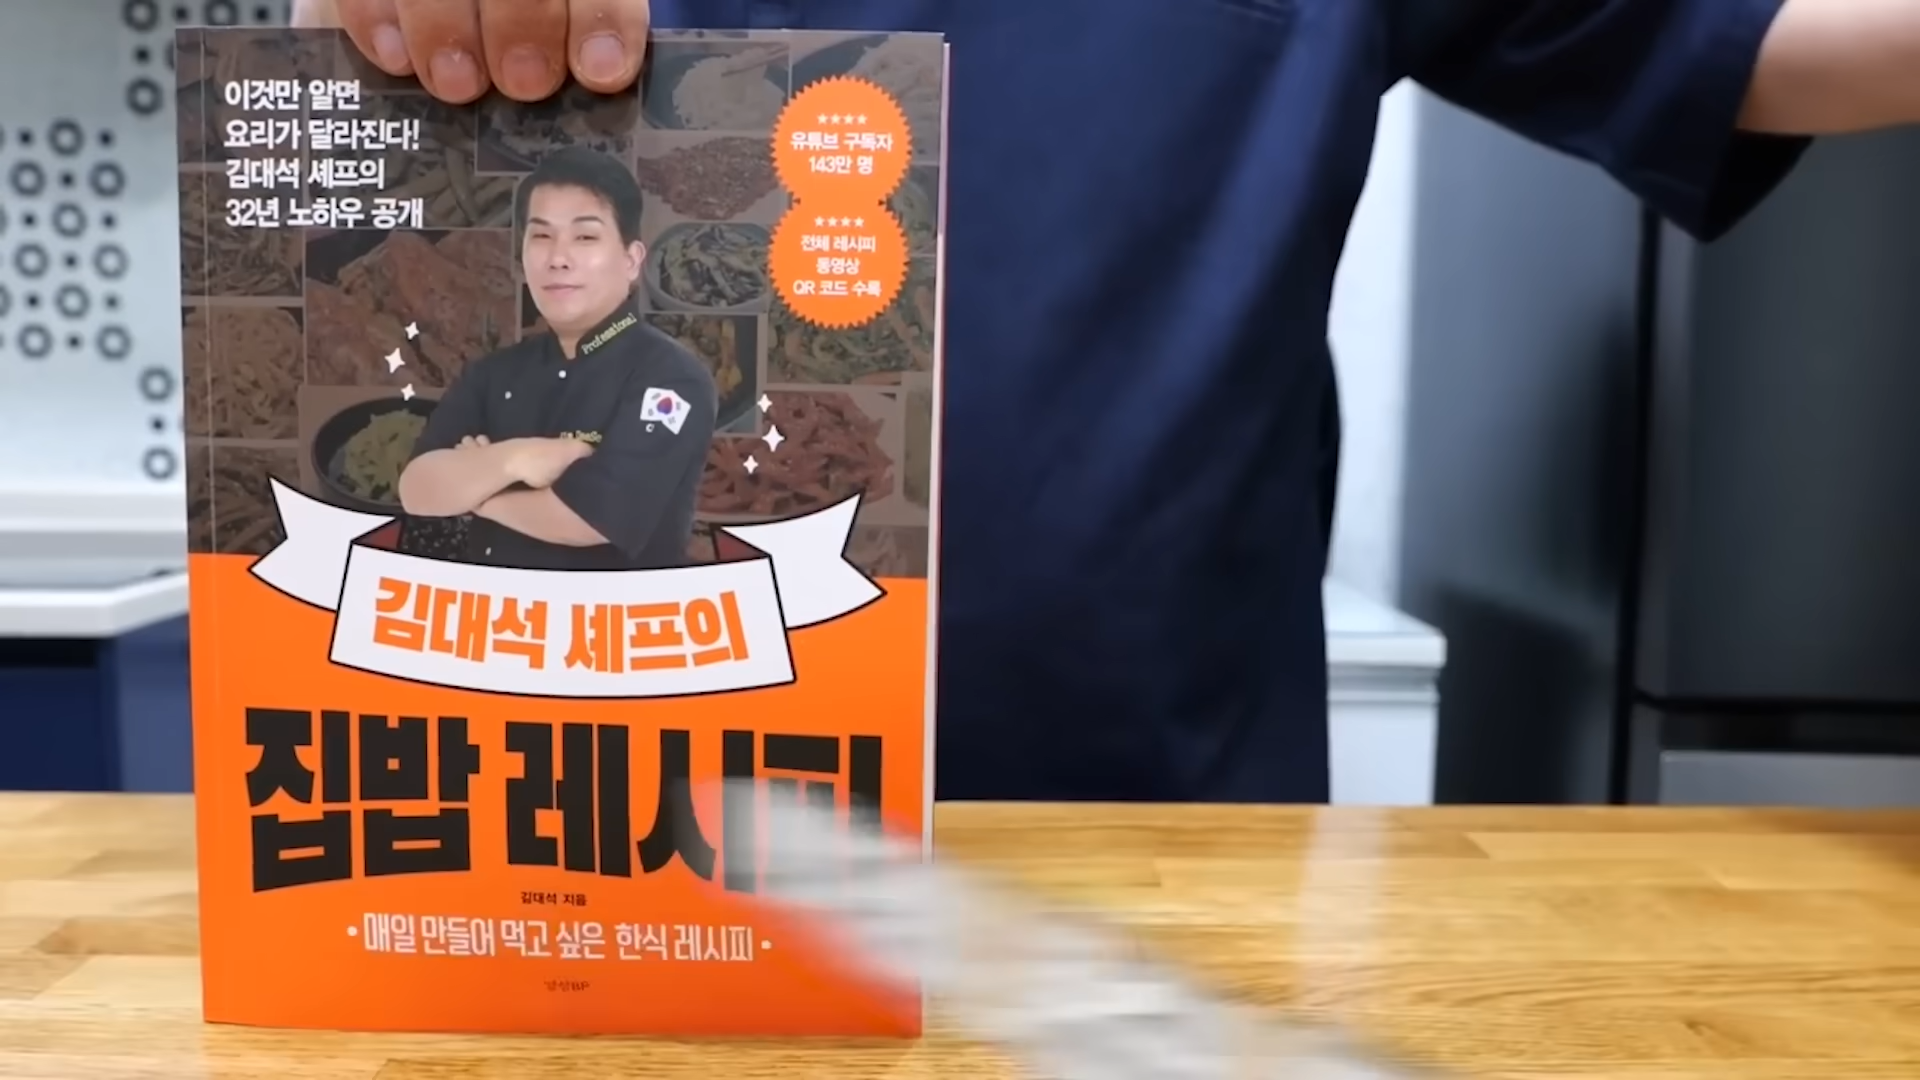 이것만 알면
요리가 달라진다!
김대석 셰프의
32년 노하우 공개
유튜브 구독자
143만 명
전체 레시피
동영상
QR 코드 수록
Professional
김대석 셰프의
집밥 레시피
김대석 지음
• 매일 만들어 먹고 싶은 한식 레시피 •